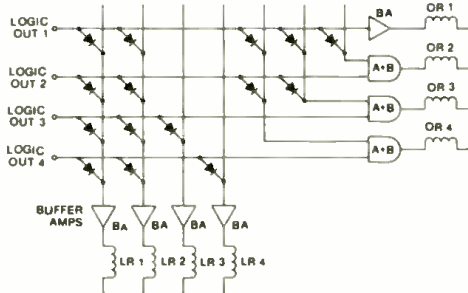 LOGIC
OUT 1
BA
OR 1
LOGIC
OUT 2
A+B
OR 2
LOGIC
OUT 3
A+B
OR 3
LOGIC
OUT 4
A+B
OR 4
BUFFER
AMPS
BA
BA
BA
BA
LR 1
LR 2
LR 3
LR 4